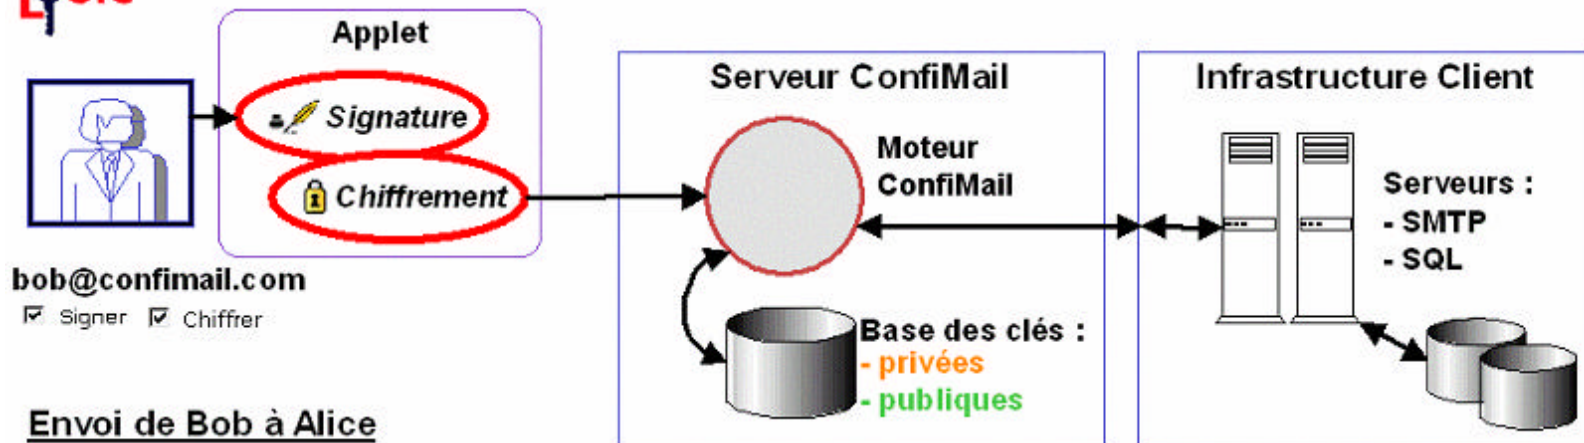 Applet
Signature
Chiffrement
bob@confimail.com
Signer Chiffrer
Envoi de Bob à Alice
Serveur ConfiMail
Moteur
ConfiMail
Base des clés :
- privées
- publiques
Infrastructure Client
Serveurs :
- SMTP
- SQL